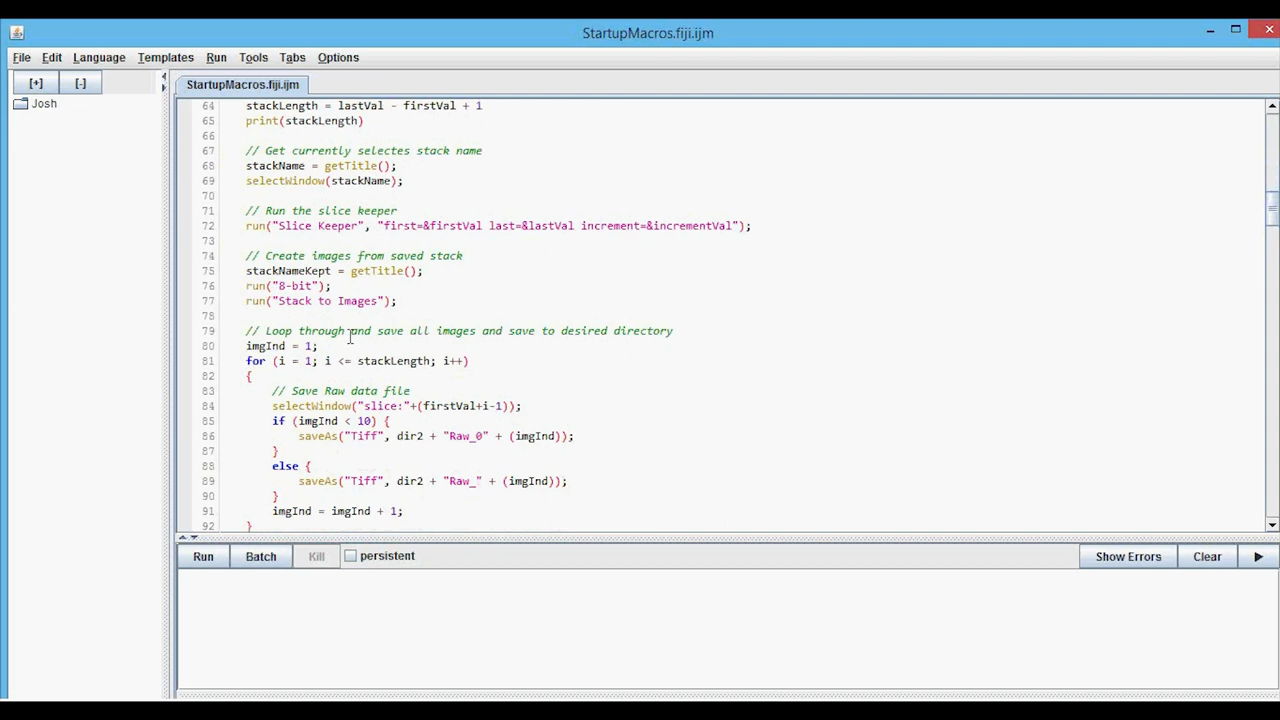 StartupMacros.fiji.ijm
File Edit Language Templates Run Tools Tabs Options
[+] [-] StartupMacros.fiji.ijm
Josh
64 stackLength = lastVal - firstVal + 1
65 print(stackLength)
66
67 // Get currently selectes stack name
68 stackName = getTitle();
69 selectWindow(stackName);
70
71 // Run the slice keeper
72 run("Slice Keeper", "first=&firstVal last=&lastVal increment=&incrementVal");
73
74 // Create images from saved stack
75 stackNameKept = getTitle();
76 run("8-bit");
77 run("Stack to Images");
78
79 // Loop through and save all images and save to desired directory
80 imgInd = 1;
81 for (i = 1; i <= stackLength; i++)
82 {
83 // Save Raw data file
84 selectWindow("slice:"+(firstVal+i-1));
85 if (imgInd < 10) {
86 saveAs("Tiff", dir2 + "Raw_0" + (imgInd));
87 }
88 else {
89 saveAs("Tiff", dir2 + "Raw_" + (imgInd));
90 }
91 imgInd = imgInd + 1;
92 }
Run Batch Kill persistent Show Errors Clear